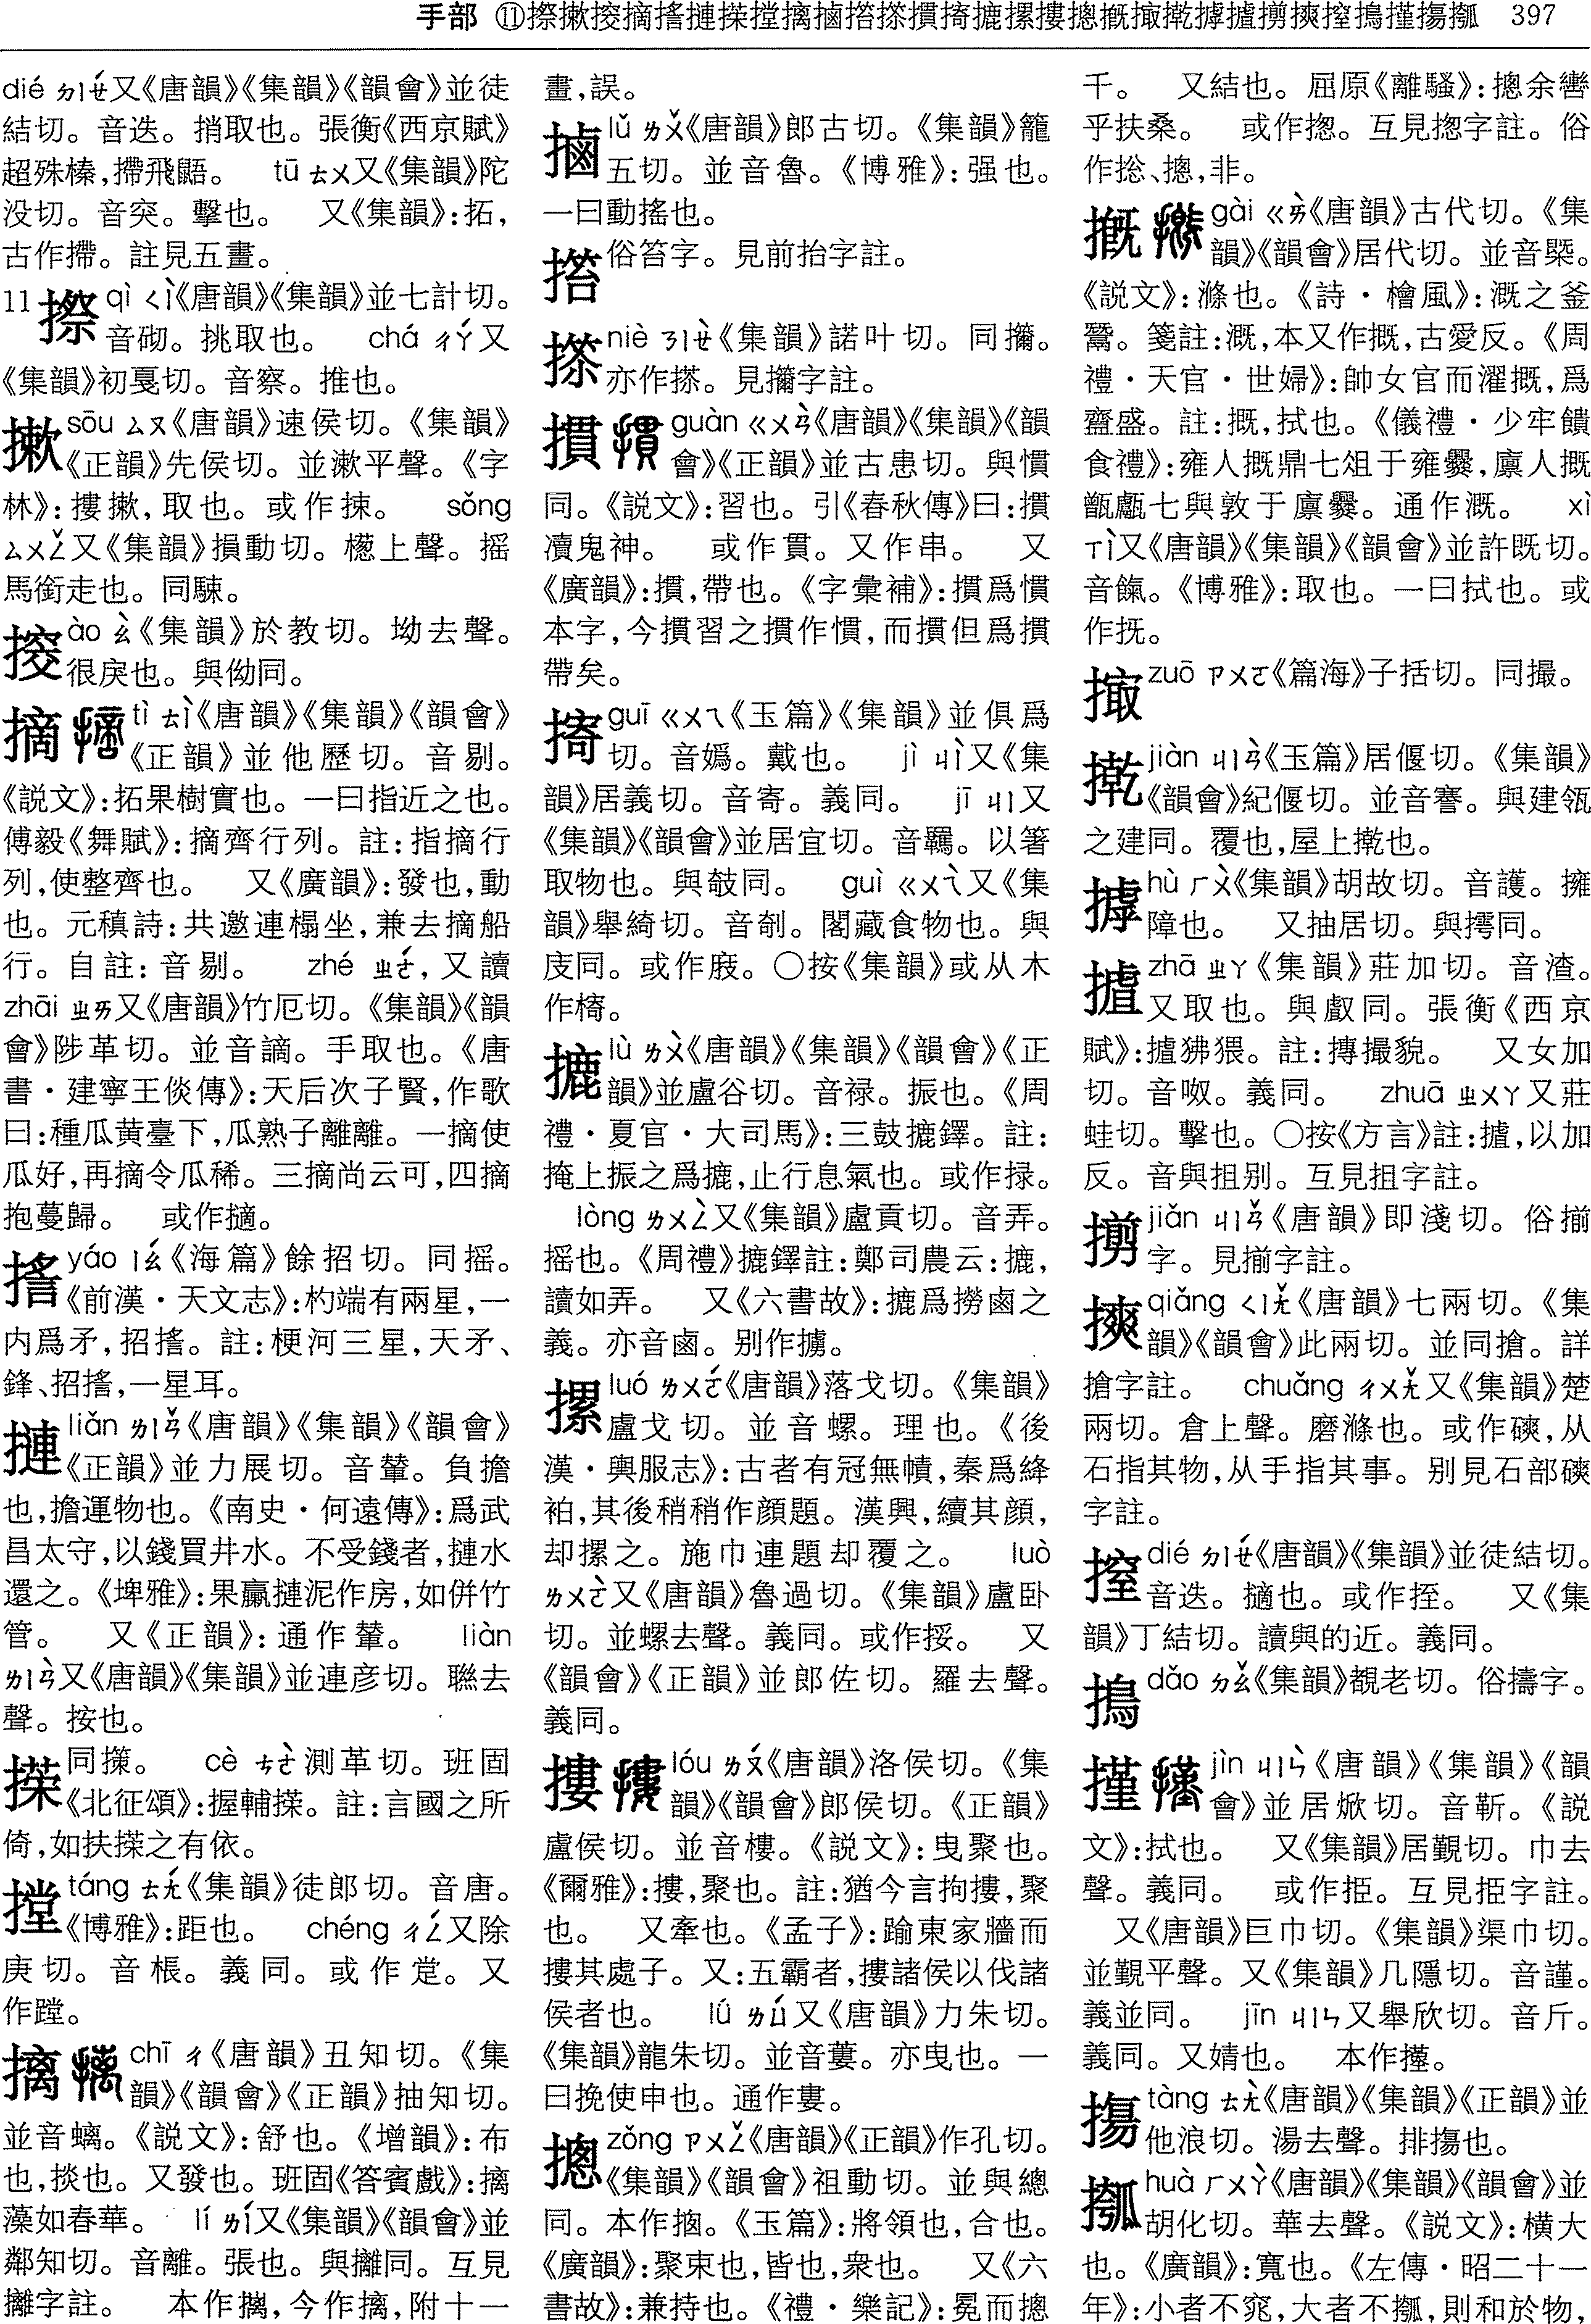 手部 ⑪摖摗㨶摘摿摙㩍摚摛㨯撘㩉摜掎摝摞摟摠摡撮㨴㩇摣㨵摤摚搗㨷摥摦 397
dié ㄉㄧㄝˊ又《唐韻》《集韻》《韻會》並徒
結切。音迭。捎取也。張衡《西京賦》
超殊榛,摕飛鼯。 tū ㄊㄨ又《集韻》陀
没切。音突。擊也。 又《集韻》:拓,
古作摕。註見五畫。
11 摖 qì ㄑㄧˋ《唐韻》《集韻》並七計切。
音砌。挑取也。 chá ㄔㄚˊ又
《集韻》初戛切。音察。推也。
sōu ㄙㄡ《唐韻》速侯切。《集韻》
《正韻》先侯切。並漱平聲。《字
林》:摟摗,取也。或作捒。 sǒng
ㄙㄨㄥˇ又《集韻》損動切。上聲。摇
馬銜走也。同駷。
ào ㄠˋ《集韻》於教切。坳去聲。
很戾也。與㑃同。
摘 tì ㄊㄧˋ《唐韻》《集韻》《韻會》
《正韻》並他歷切。音剔。
《説文》:拓果樹實也。一曰指近之也。
傅毅《舞賦》:摘齊行列。註:指摘行
列,使整齊也。 又《廣韻》:發也,動
也。元稹詩:共邀連榻坐,兼去摘船
行。自註:音剔。 zhé ㄓㄜˊ,又讀
zhāi ㄓㄞ又《唐韻》竹厄切。《集韻》《韻
會》陟革切。並音謫。手取也。《唐
書・建寧王倓傳》:天后次子賢,作歌
曰:種瓜黄臺下,瓜熟子離離。一摘使
瓜好,再摘令瓜稀。三摘尚云可,四摘
抱蔓歸。 或作擿。
摿 yáo ㄧㄠˊ《海篇》餘招切。同摇。
《前漢・天文志》:杓端有兩星,一
内爲矛,招摿。註:梗河三星,天矛、
鋒、招摿,一星耳。
摙 liǎn ㄌㄧㄢˇ《唐韻》《集韻》《韻會》
《正韻》並力展切。音輦。負擔
也,擔運物也。《南史・何遠傳》:爲武
昌太守,以錢買井水。不受錢者,摙水
還之。《埤雅》:果蠃摙泥作房,如併竹
管。 又《正韻》:通作輦。 liàn
ㄌㄧㄢˋ又《唐韻》《集韻》並連彦切。聯去
聲。按也。
cè ㄘㄜˋ測革切。班固
《北征頌》:握輔。註:言國之所
倚,如扶之有依。
摚 táng ㄊㄤˊ《集韻》徒郎切。音唐。
《博雅》:距也。 chéng ㄔㄥˊ又除
庚切。音棖。義同。或作㲂。又
作蹚。
摛 chī ㄔ《唐韻》丑知切。《集
韻》《韻會》《正韻》抽知切。
並音螭。《説文》:舒也。《增韻》:布
也,掞也。又發也。班固《答賓戲》:摛
藻如春華。 lí ㄌㄧˊ又《集韻》《韻會》並
鄰知切。音離。張也。與攡同。互見
攡字註。 本作摛,今作摛,附十一
畫,誤。
㨯 lǔ ㄌㄨˇ《唐韻》郎古切。《集韻》籠
五切。並音魯。《博雅》:强也。
一曰動摇也。
撘 俗荅字。見前抬字註。
niè ㄋㄧㄝˋ《集韻》諾叶切。同㩶。
亦作㩉。見㩶字註。
摜 guàn ㄍㄨㄢˋ《唐韻》《集韻》《韻
會》《正韻》並古患切。與慣
同。《説文》:習也。引《春秋傳》曰:摜
瀆鬼神。 或作貫。又作串。 又
《廣韻》:摜,帶也。《字彙補》:摜爲慣
本字,今摜習之摜作慣,而摜但爲摜
帶矣。
guī ㄍㄨㄟ《玉篇》《集韻》並俱爲
切。音嬀。戴也。 jì ㄐㄧˋ又《集
韻》居義切。音寄。義同。 jī ㄐㄧ又
《集韻》《韻會》並居宜切。音羈。以箸
取物也。與攲同。 guì ㄍㄨㄟˋ又《集
韻》舉綺切。音剞。閣藏食物也。與
庋同。或作庪。○按《集韻》或从木
作㰉。
摝 lù ㄌㄨˋ《唐韻》《集韻》《韻會》《正
韻》並盧谷切。音禄。振也。《周
禮・夏官・大司馬》:三鼓摝鐸。註:
掩上振之爲摝,止行息氣也。或作㧽。
lòng ㄌㄨㄥˋ又《集韻》盧貢切。音弄。
摇也。《周禮》摝鐸註:鄭司農云:摝,
讀如弄。 又《六書故》:摝爲撈鹵之
義。亦音鹵。别作擄。
摞 luó ㄌㄨㄛˊ《唐韻》落戈切。《集韻》
盧戈切。並音螺。理也。《後
漢・輿服志》:古者有冠無幘,秦爲絳
袙,其後稍稍作顔題。漢興,續其顔,
却摞之。施巾連題却覆之。 luò
ㄌㄨㄛˋ又《唐韻》魯過切。《集韻》盧卧
切。並螺去聲。義同。或作挼。 又
《韻會》《正韻》並郎佐切。羅去聲。
義同。
摟 lóu ㄌㄡˊ《唐韻》洛侯切。《集
韻》《韻會》郎侯切。《正韻》
盧侯切。並音樓。《説文》:曳聚也。
《爾雅》:摟,聚也。註:猶今言拘摟,聚
也。 又牽也。《孟子》:踰東家牆而
摟其處子。又:五霸者,摟諸侯以伐諸
侯者也。 lú ㄌㄩˊ又《唐韻》力朱切。
《集韻》龍朱切。並音蔞。亦曳也。一
曰挽使申也。通作婁。
摠 zǒng ㄗㄨㄥˇ《唐韻》《正韻》作孔切。
《集韻》《韻會》祖動切。並與總
同。本作揔。《玉篇》:將領也,合也。
《廣韻》:聚束也,皆也,衆也。 又《六
書故》:兼持也。《禮・樂記》:冕而摠
千。 又結也。屈原《離騷》:摠余轡
乎扶桑。 或作揔。互見揔字註。俗
作捴、摠,非。
摡 gài ㄍㄞˋ《唐韻》古代切。《集
韻》《韻會》居代切。並音槩。
《説文》:滌也。《詩・檜風》:溉之釜
鬵。箋註:溉,本又作摡,古愛反。《周
禮・天官・世婦》:帥女官而濯摡,爲
齍盛。註:摡,拭也。《儀禮・少牢饋
食禮》:雍人摡鼎七俎于雍爨,廪人摡
甑甗七與敦于廪爨。通作溉。 xì
ㄒㄧˋ又《唐韻》《集韻》《韻會》並許既切。
音餼。《博雅》:取也。一曰拭也。或
作抚。
zuō ㄗㄨㄛ《篇海》子括切。同撮。
jiàn ㄐㄧㄢˋ《玉篇》居偃切。《集韻》
《韻會》紀偃切。並音謇。與建瓴
之建同。覆也,屋上㨴也。
hù ㄏㄨˋ《集韻》胡故切。音護。擁
障也。 又抽居切。與摴同。
摣 zhā ㄓㄚ《集韻》莊加切。音渣。
又取也。與㪥同。張衡《西京
賦》:摣狒猥。註:摶撮貌。 又女加
切。音呶。義同。 zhuā ㄓㄨㄚ又莊
蛙切。擊也。○按《方言》註:摣,以加
反。音與抯别。互見抯字註。
jiǎn ㄐㄧㄢˇ《唐韻》即淺切。俗揃
字。見揃字註。
摤 qiǎng ㄑㄧㄤˇ《唐韻》七兩切。《集
韻》《韻會》此兩切。並同搶。詳
搶字註。 chuǎng ㄔㄨㄤˇ又《集韻》楚
兩切。倉上聲。磨滌也。或作磢,从
石指其物,从手指其事。别見石部磢
字註。
dié ㄉㄧㄝˊ《唐韻》《集韻》並徒結切。
音迭。擿也。或作挃。 又《集
韻》丁結切。讀與的近。義同。
搗 dǎo ㄉㄠˇ《集韻》覩老切。俗擣字。
jìn ㄐㄧㄣˋ《唐韻》《集韻》《韻
會》並居焮切。音靳。《説
文》:拭也。 又《集韻》居覲切。巾去
聲。義同。 或作挋。互見挋字註。
又《唐韻》巨巾切。《集韻》渠巾切。
並覲平聲。又《集韻》几隱切。音謹。
義並同。 jīn ㄐㄧㄣ又舉欣切。音斤。
義同。又婧也。
tàng ㄊㄤˋ《唐韻》《集韻》《正韻》並
他浪切。湯去聲。排摥也。
摦 huà ㄏㄨㄚˋ《唐韻》《集韻》《韻會》並
胡化切。華去聲。《説文》:横大
也。《廣韻》:寬也。《左傳・昭二十一
年》:小者不窕,大者不摦,則和於物,